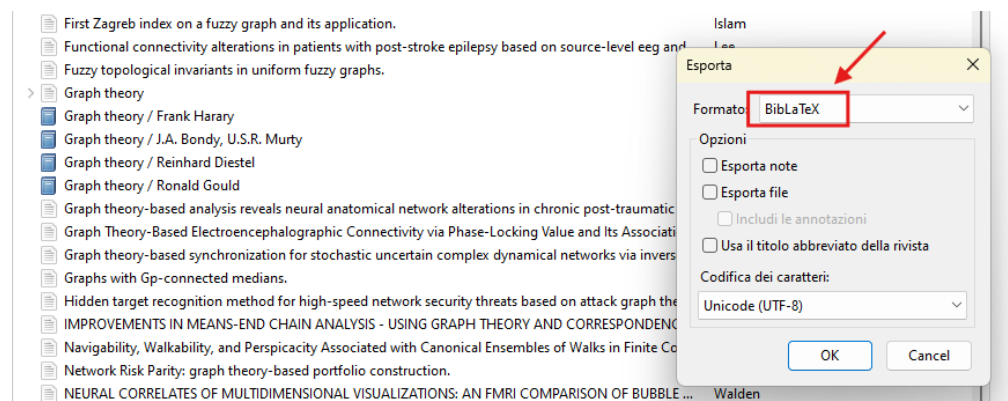 First Zagreb index on a fuzzy graph and its application. Islam
Functional connectivity alterations in patients with post-stroke epilepsy based on source-level eeg and Lee
Fuzzy topological invariants in uniform fuzzy graphs.
Graph theory
Graph theory / Frank Harary
Graph theory / J.A. Bondy, U.S.R. Murty
Graph theory / Reinhard Diestel
Graph theory / Ronald Gould
Graph theory-based analysis reveals neural anatomical network alterations in chronic post-traumatic
Graph Theory-Based Electroencephalographic Connectivity via Phase-Locking Value and Its Associati
Graph theory-based synchronization for stochastic uncertain complex dynamical networks via invers
Graphs with Gp-connected medians.
Hidden target recognition method for high-speed network security threats based on attack graph the
IMPROVEMENTS IN MEANS-END CHAIN ANALYSIS - USING GRAPH THEORY AND CORRESPONDENC
Navigability, Walkability, and Perspicacity Associated with Canonical Ensembles of Walks in Finite Co
Network Risk Parity: graph theory-based portfolio construction.
NEURAL CORRELATES OF MULTIDIMENSIONAL VISUALIZATIONS: AN FMRI COMPARISON OF BUBBLE ... Walden
Esporta
Formato: BibLaTeX
Opzioni
Esporta note
Esporta file
Includi le annotazioni
Usa il titolo abbreviato della rivista
Codifica dei caratteri:
Unicode (UTF-8)
OK Cancel